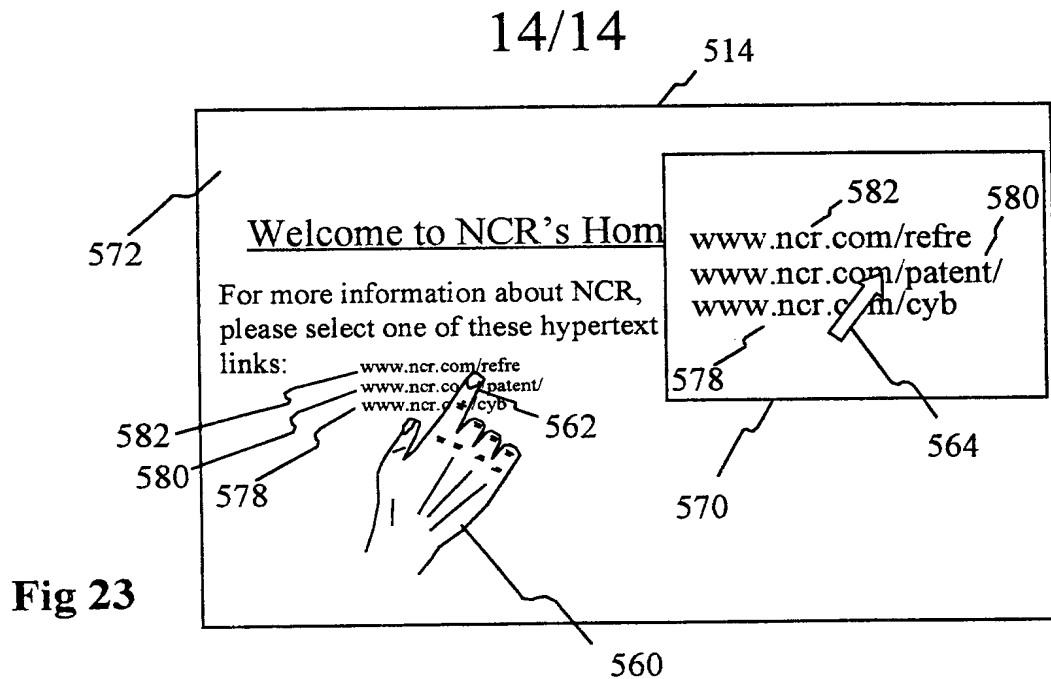 14/14
514
572
Welcome to NCR's Hom
For more information about NCR,
please select one of these hypertext
links:
www.ncr.com/refre
www.ncr.co /patent/
www.ncr.c /cyb
582
580
578
562
560
582
580
www.ncr.com/refre
www.ncr.com/patent/
www.ncr.c m/cyb
578
564
570
Fig 23